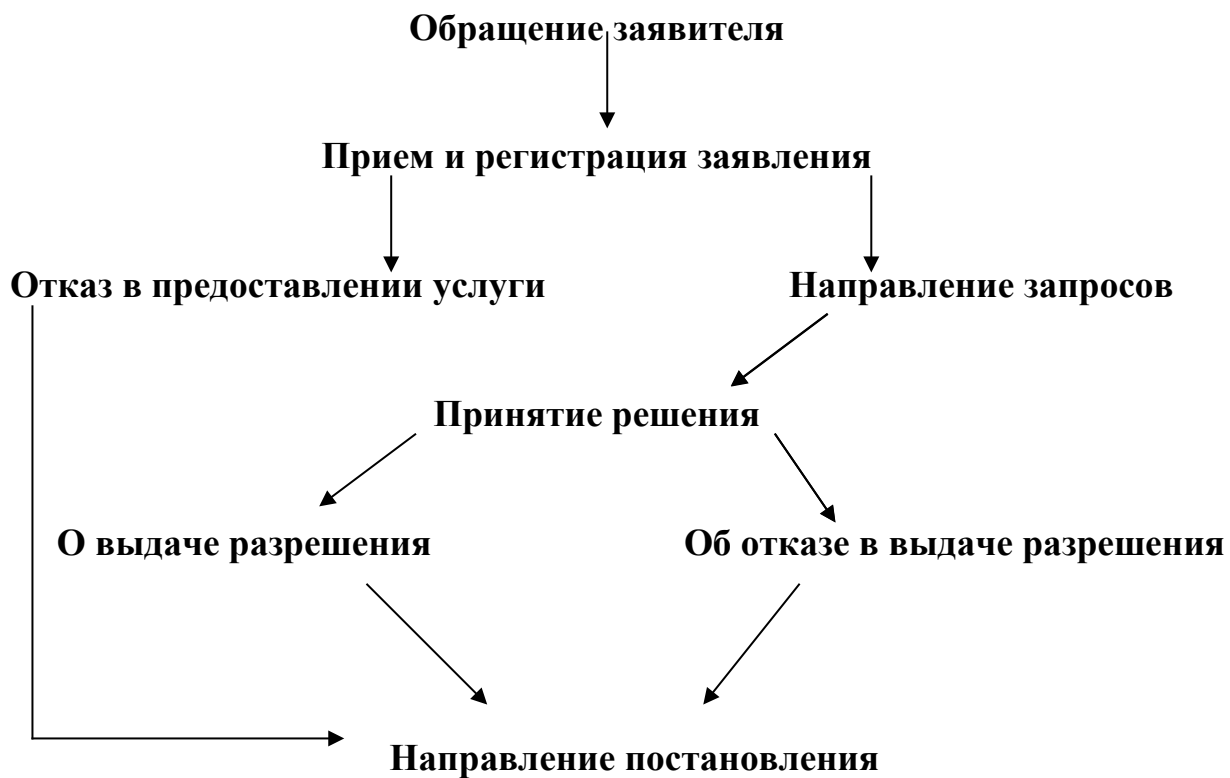 Обращение заявителя
Прием и регистрация заявления
Отказ в предоставлении услуги
Направление запросов
Принятие решения
О выдаче разрешения
Об отказе в выдаче разрешения
Направление постановления